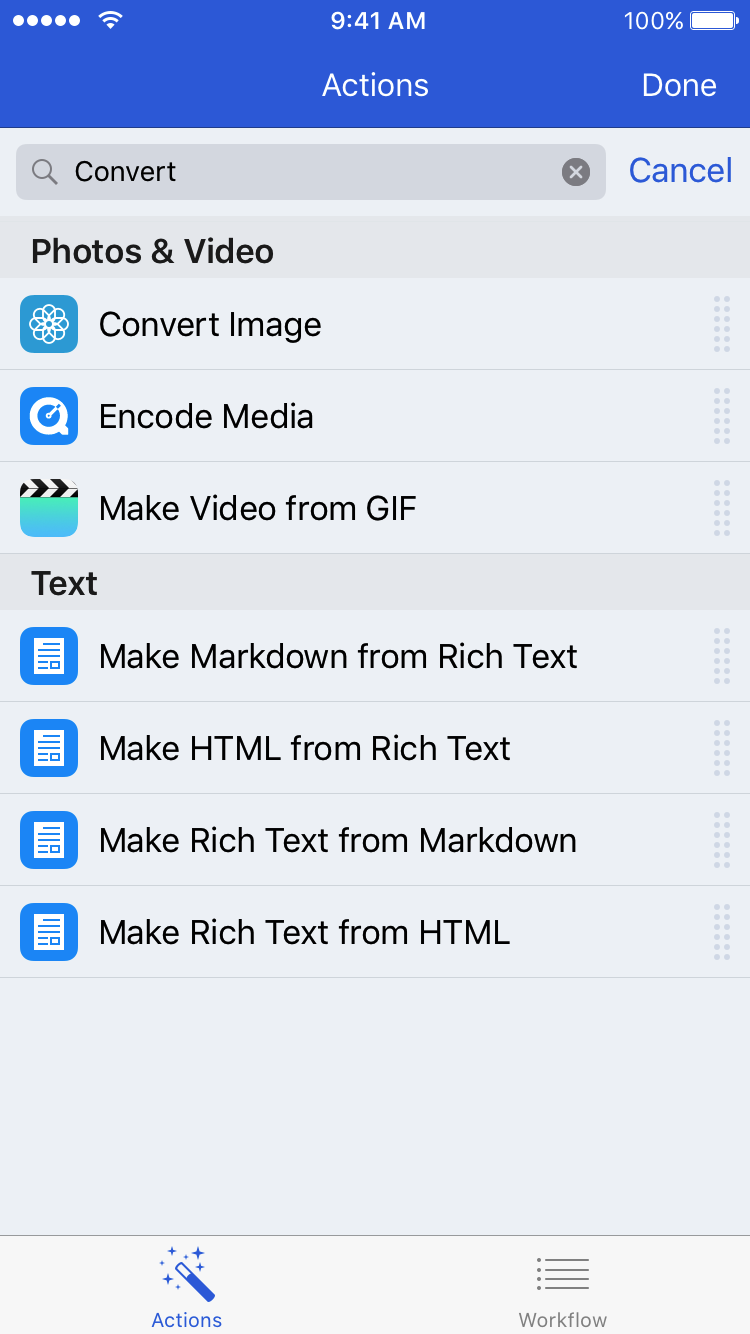 9:41 AM 100%
Actions Done
Convert Cancel
Photos & Video
Convert Image
Encode Media
Make Video from GIF
Text
Make Markdown from Rich Text
Make HTML from Rich Text
Make Rich Text from Markdown
Make Rich Text from HTML
Actions Workflow